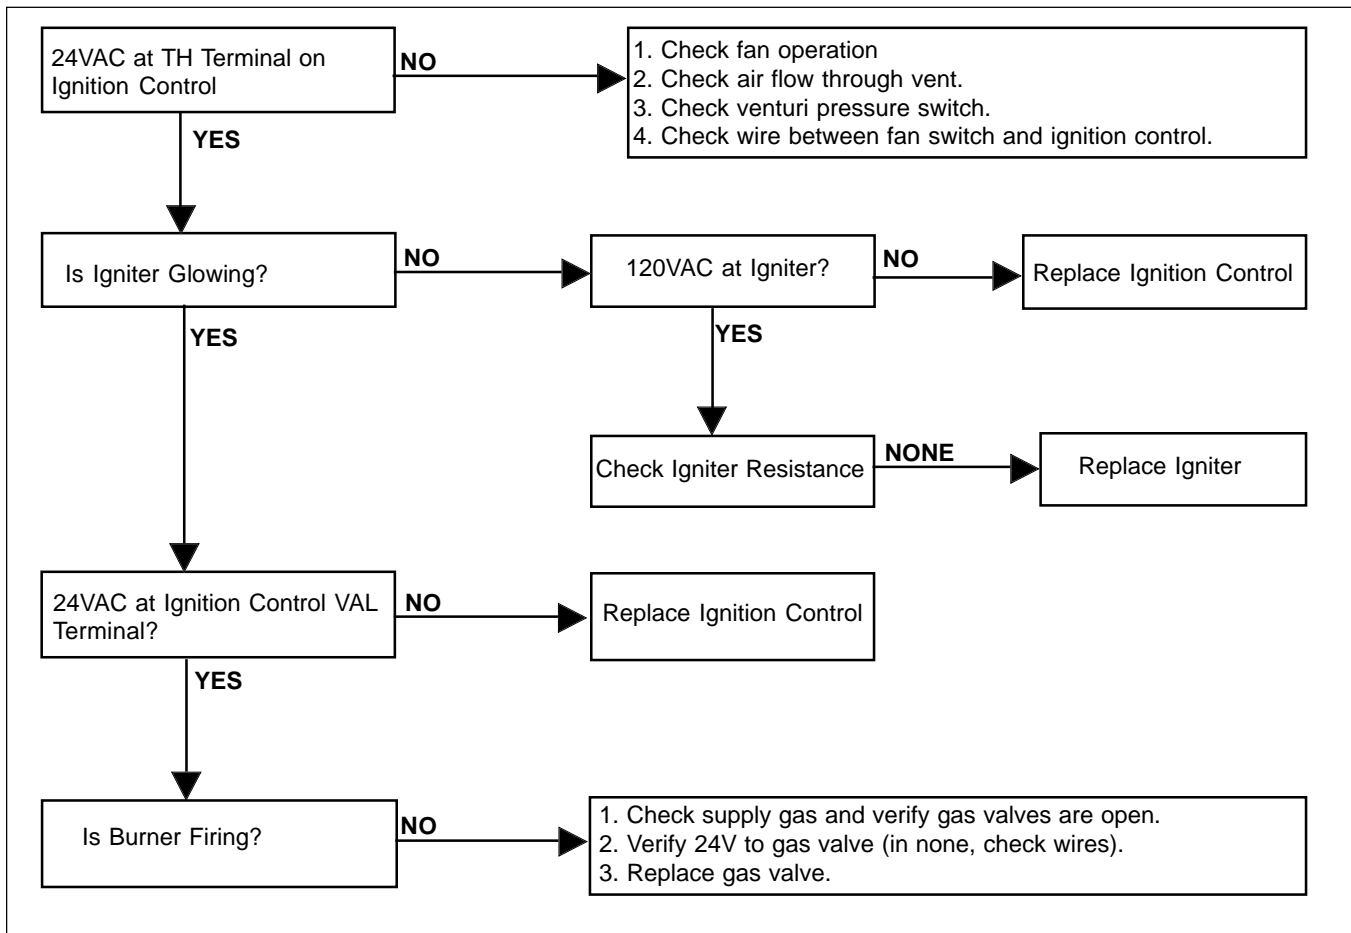 24VAC at TH Terminal on
Ignition Control
NO
1. Check fan operation
2. Check air flow through vent.
3. Check venturi pressure switch.
4. Check wire between fan switch and ignition control.
YES
Is Igniter Glowing?
NO
120VAC at Igniter?
NO
Replace Ignition Control
YES
YES
Check Igniter Resistance
NONE
Replace Igniter
24VAC at Ignition Control VAL
Terminal?
NO
Replace Ignition Control
YES
Is Burner Firing?
NO
1. Check supply gas and verify gas valves are open.
2. Verify 24V to gas valve (in none, check wires).
3. Replace gas valve.